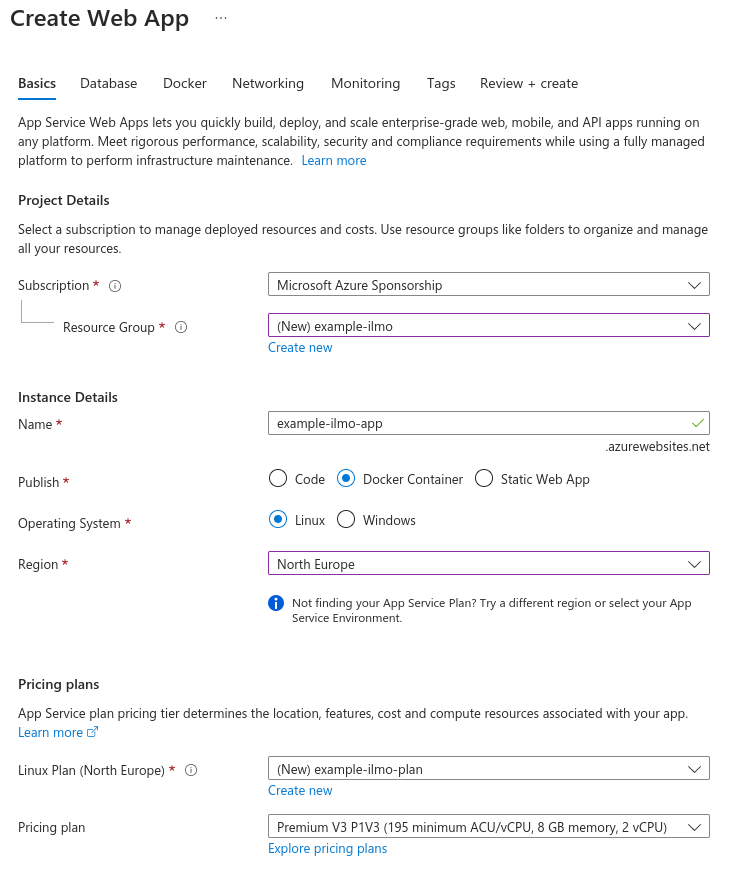 Create Web App ...
Basics Database Docker Networking Monitoring Tags Review + create
App Service Web Apps lets you quickly build, deploy, and scale enterprise-grade web, mobile, and API apps running on
any platform. Meet rigorous performance, scalability, security and compliance requirements while using a fully managed
platform to perform infrastructure maintenance. Learn more
Project Details
Select a subscription to manage deployed resources and costs. Use resource groups like folders to organize and manage
all your resources.
Subscription * Microsoft Azure Sponsorship
Resource Group * (New) example-ilmo
Create new
Instance Details
Name * example-ilmo-app
.azurewebsites.net
Publish * Code Docker Container Static Web App
Operating System * Linux Windows
Region * North Europe
Not finding your App Service Plan? Try a different region or select your App
Service Environment.
Pricing plans
App Service plan pricing tier determines the location, features, cost and compute resources associated with your app.
Learn more
Linux Plan (North Europe) * (New) example-ilmo-plan
Create new
Pricing plan Premium V3 P1V3 (195 minimum ACU/vCPU, 8 GB memory, 2 vCPU)
Explore pricing plans